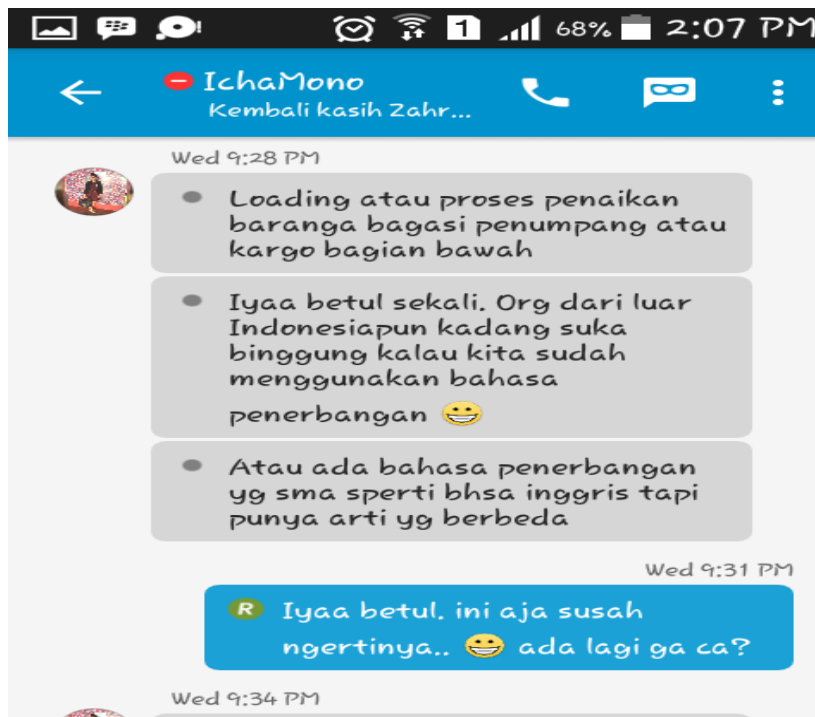 1 68% 2:07 PM
IchaMono
Kembali kasih Zahr...
Wed 9:28 PM
Loading atau proses penaikan
baranga bagasi penumpang atau
kargo bagian bawah
Iyaa betul sekali. Org dari luar
Indonesiapun kadang suka
binggung kalau kita sudah
menggunakan bahasa
penerbangan 😀
Atau ada bahasa penerbangan
yg sma sperti bhsa inggris tapi
punya arti yg berbeda
Wed 9:31 PM
R Iyaa betul. ini aja susah
ngertinya.. 😀 ada lagi ga ca?
Wed 9:34 PM